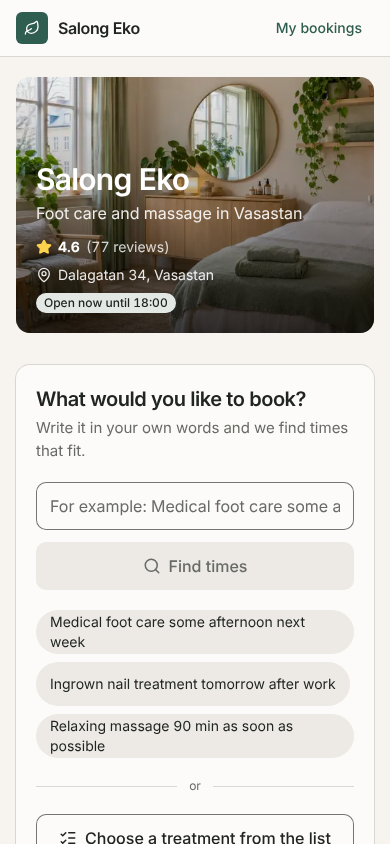 Salong Eko
My bookings
Salong Eko
Foot care and massage in Vasastan
4.6 (77 reviews)
Dalagatan 34, Vasastan
Open now until 18:00
What would you like to book?
Write it in your own words and we find times
that fit.
For example: Medical foot care some a
Find times
Medical foot care some afternoon next
week
Ingrown nail treatment tomorrow after work
Relaxing massage 90 min as soon as
possible
or
Choose a treatment from the list